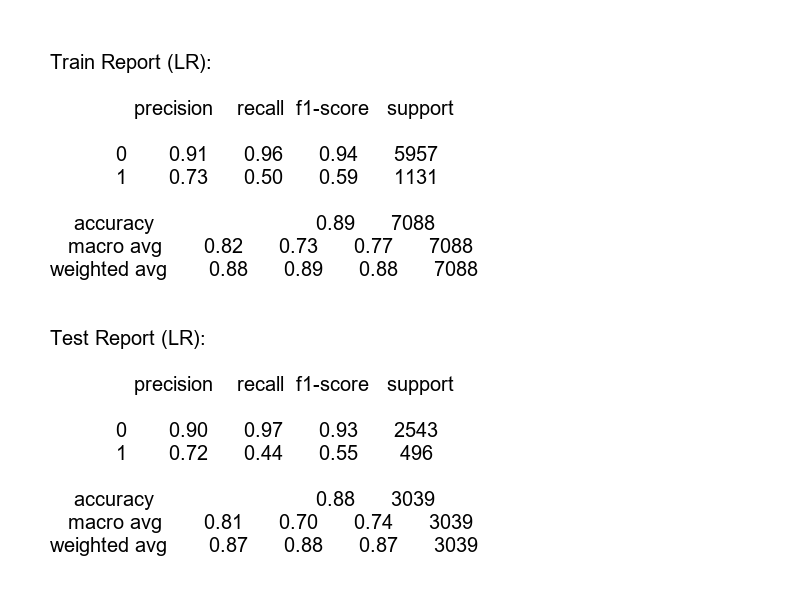 Train Report (LR):
precision recall f1-score support
0 0.91 0.96 0.94 5957
1 0.73 0.50 0.59 1131
accuracy 0.89 7088
macro avg 0.82 0.73 0.77 7088
weighted avg 0.88 0.89 0.88 7088
Test Report (LR):
precision recall f1-score support
0 0.90 0.97 0.93 2543
1 0.72 0.44 0.55 496
accuracy 0.88 3039
macro avg 0.81 0.70 0.74 3039
weighted avg 0.87 0.88 0.87 3039